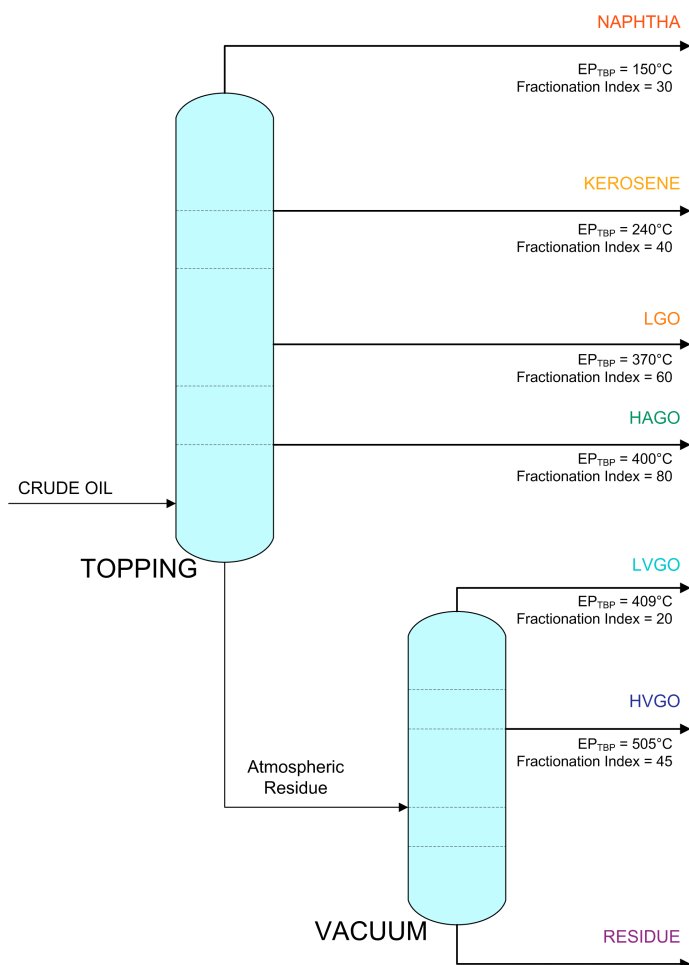 NAPHTHA
EPTBP = 150°C
Fractionation Index = 30
KEROSENE
EPTBP = 240°C
Fractionation Index = 40
LGO
EPTBP = 370°C
Fractionation Index = 60
HAGO
EPTBP = 400°C
Fractionation Index = 80
CRUDE OIL
TOPPING
LVGO
EPTBP = 409°C
Fractionation Index = 20
HVGO
EPTBP = 505°C
Fractionation Index = 45
Atmospheric
Residue
VACUUM
RESIDUE